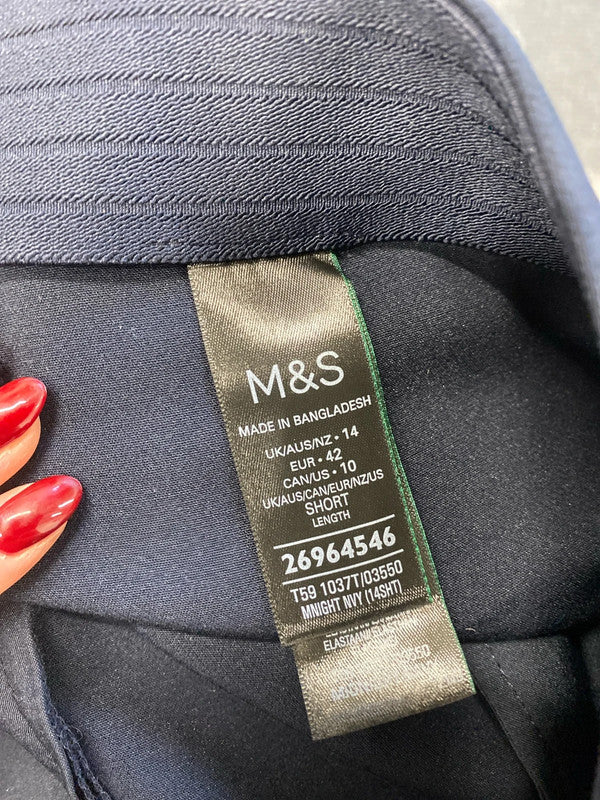 M&S
MADE IN BANGLADESH
UK/AUS/NZ • 14
EUR • 42
CAN/US • 10
UK/AUS/CAN/EUR/NZ/US
SHORT
LENGTH
26964546
T59 1037T/03550
MNIGHT NVY (14SHT)